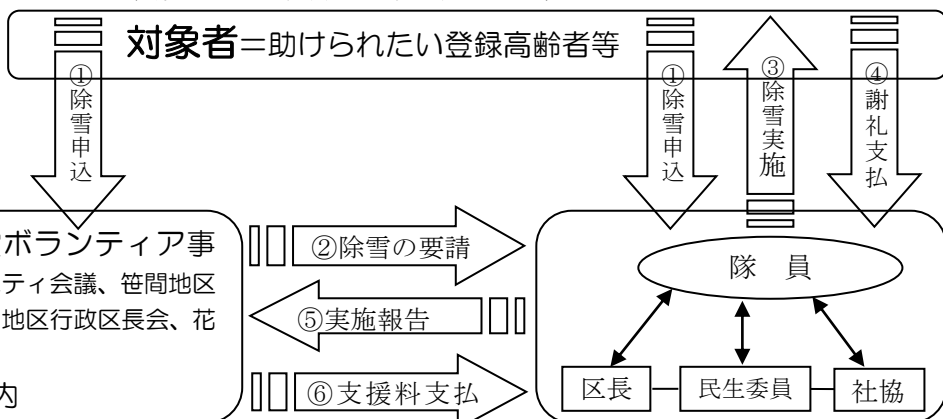 対象者=助けられたい登録高齢者等
①除雪申込
①除雪申込
③除雪実施
④謝礼支払
ボランティア事
ティ会議、笹間地区
地区行政区長会、花
内
②除雪の要請
⑤実施報告
⑥支援料支払
隊 員
区長
民生委員
社協